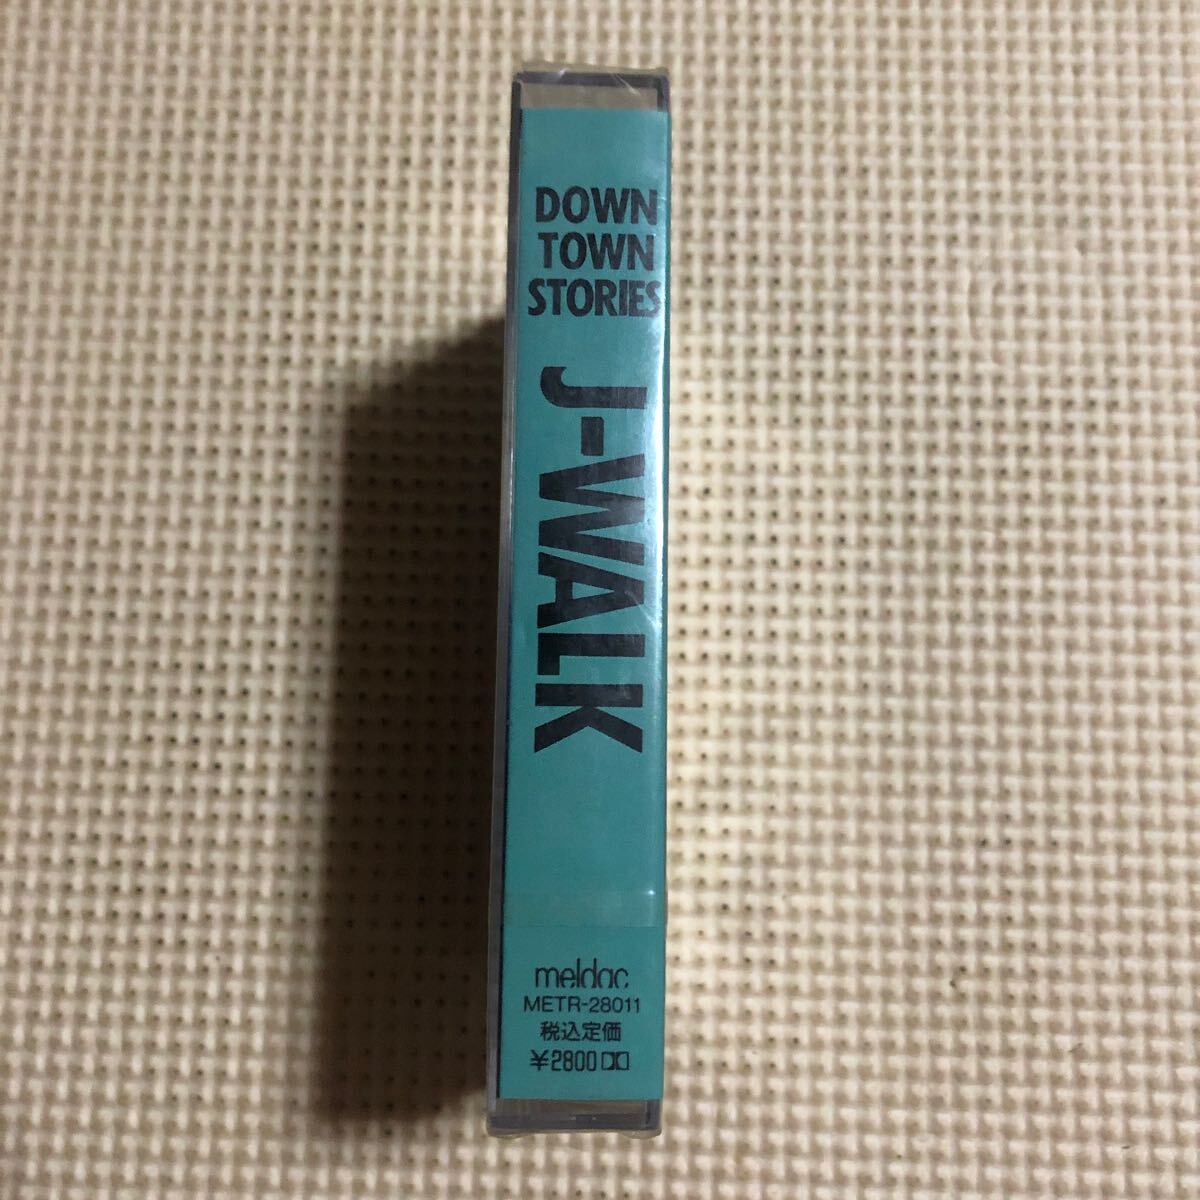 DOWN
TOWN
STORIES
J-WALK
meldac
METR-28011
税込定価
¥2800